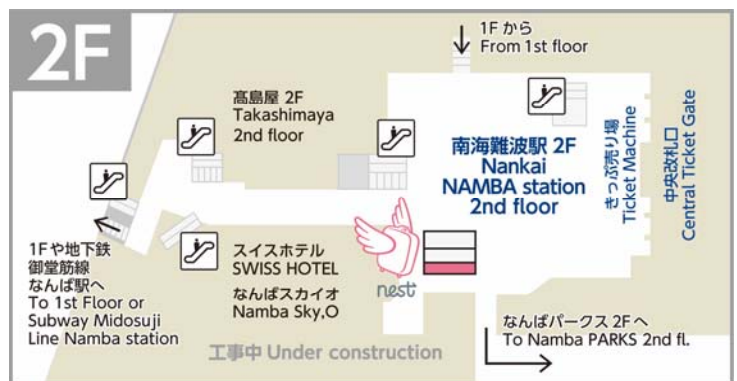 2F
1Fから
From 1st floor
髙島屋 2F
Takashimaya
2nd floor
南海難波駅 2F
Nankai
NAMBA station
2nd floor
きっぷ売り場
Ticket Machine
中央改札口
Central Ticket Gate
1Fや地下鉄
御堂筋線
なんば駅へ
To 1st Floor or
Subway Midosuji
Line Namba station
スイスホテル
SWISS HOTEL
なんばスカイオ
Namba Sky,O
nest
なんばパークス 2Fへ
To Namba PARKS 2nd fl.
工事中 Under construction